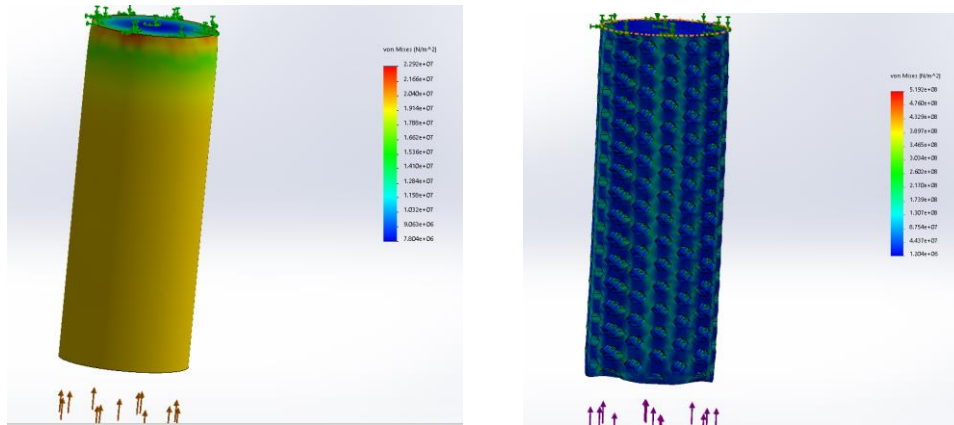 von Mises (N/m^2)
2.292e+07
2.166e+07
2.040e+07
1.914e+07
1.788e+07
1.662e+07
1.536e+07
1.410e+07
1.284e+07
1.158e+07
1.032e+07
9.063e+06
7.804e+06
von Mises (N/m^2)
5.192e+08
4.760e+08
4.329e+08
3.897e+08
3.465e+08
3.034e+08
2.602e+08
2.170e+08
1.739e+08
1.307e+08
8.754e+07
4.437e+07
1.204e+06